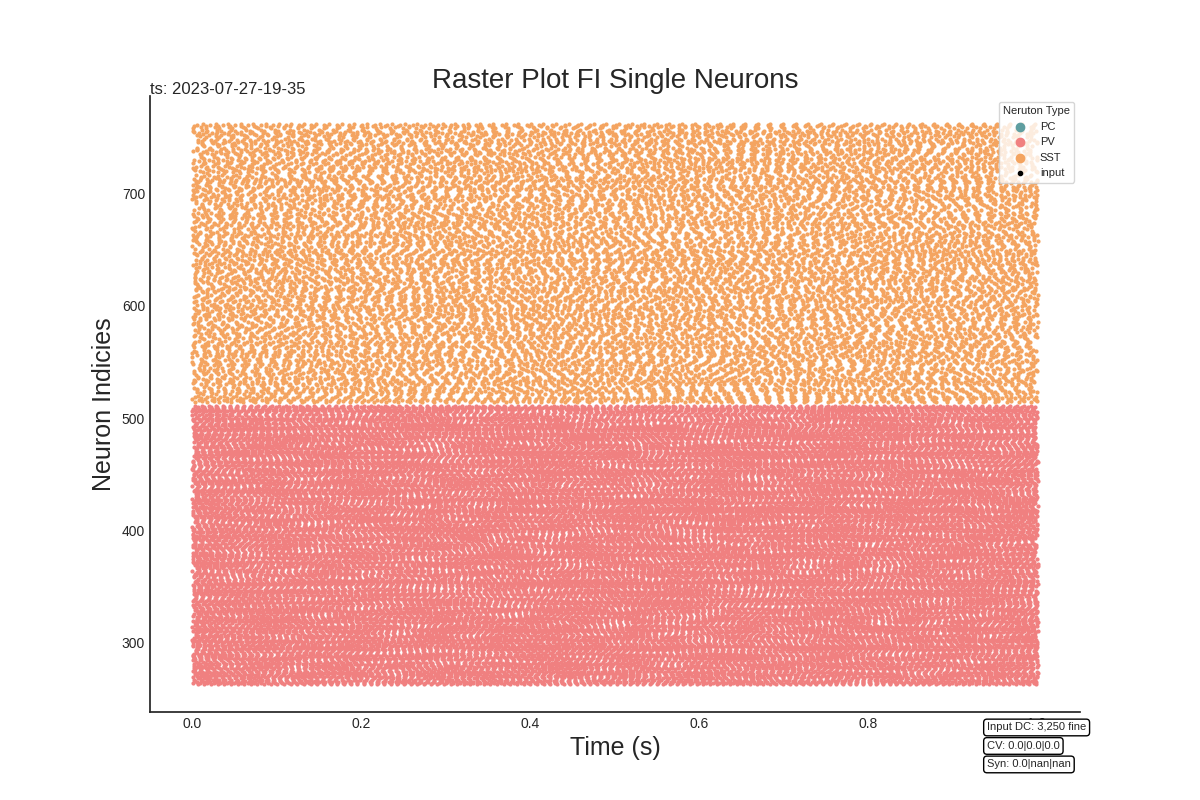 Raster Plot FI Single Neurons
ts: 2023-07-27-19-35
Neruton Type
PC
PV
SST
input
Neuron Indicies
700
600
500
400
300
0.0 0.2 0.4 0.6 0.8
Time (s)
Input DC: 3,250 fine
CV: 0.0|0.0|0.0
Syn: 0.0|nan|nan